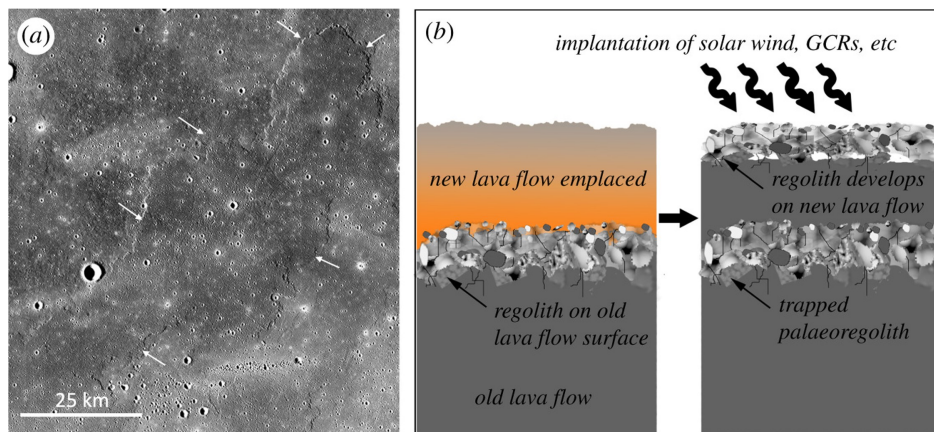 (a)
25 km
(b)
implantation of solar wind, GCRs, etc
new lava flow emplaced
regolith on old
lava flow surface
old lava flow
regolith develops
on new lava flow
trapped
palaeoregolith